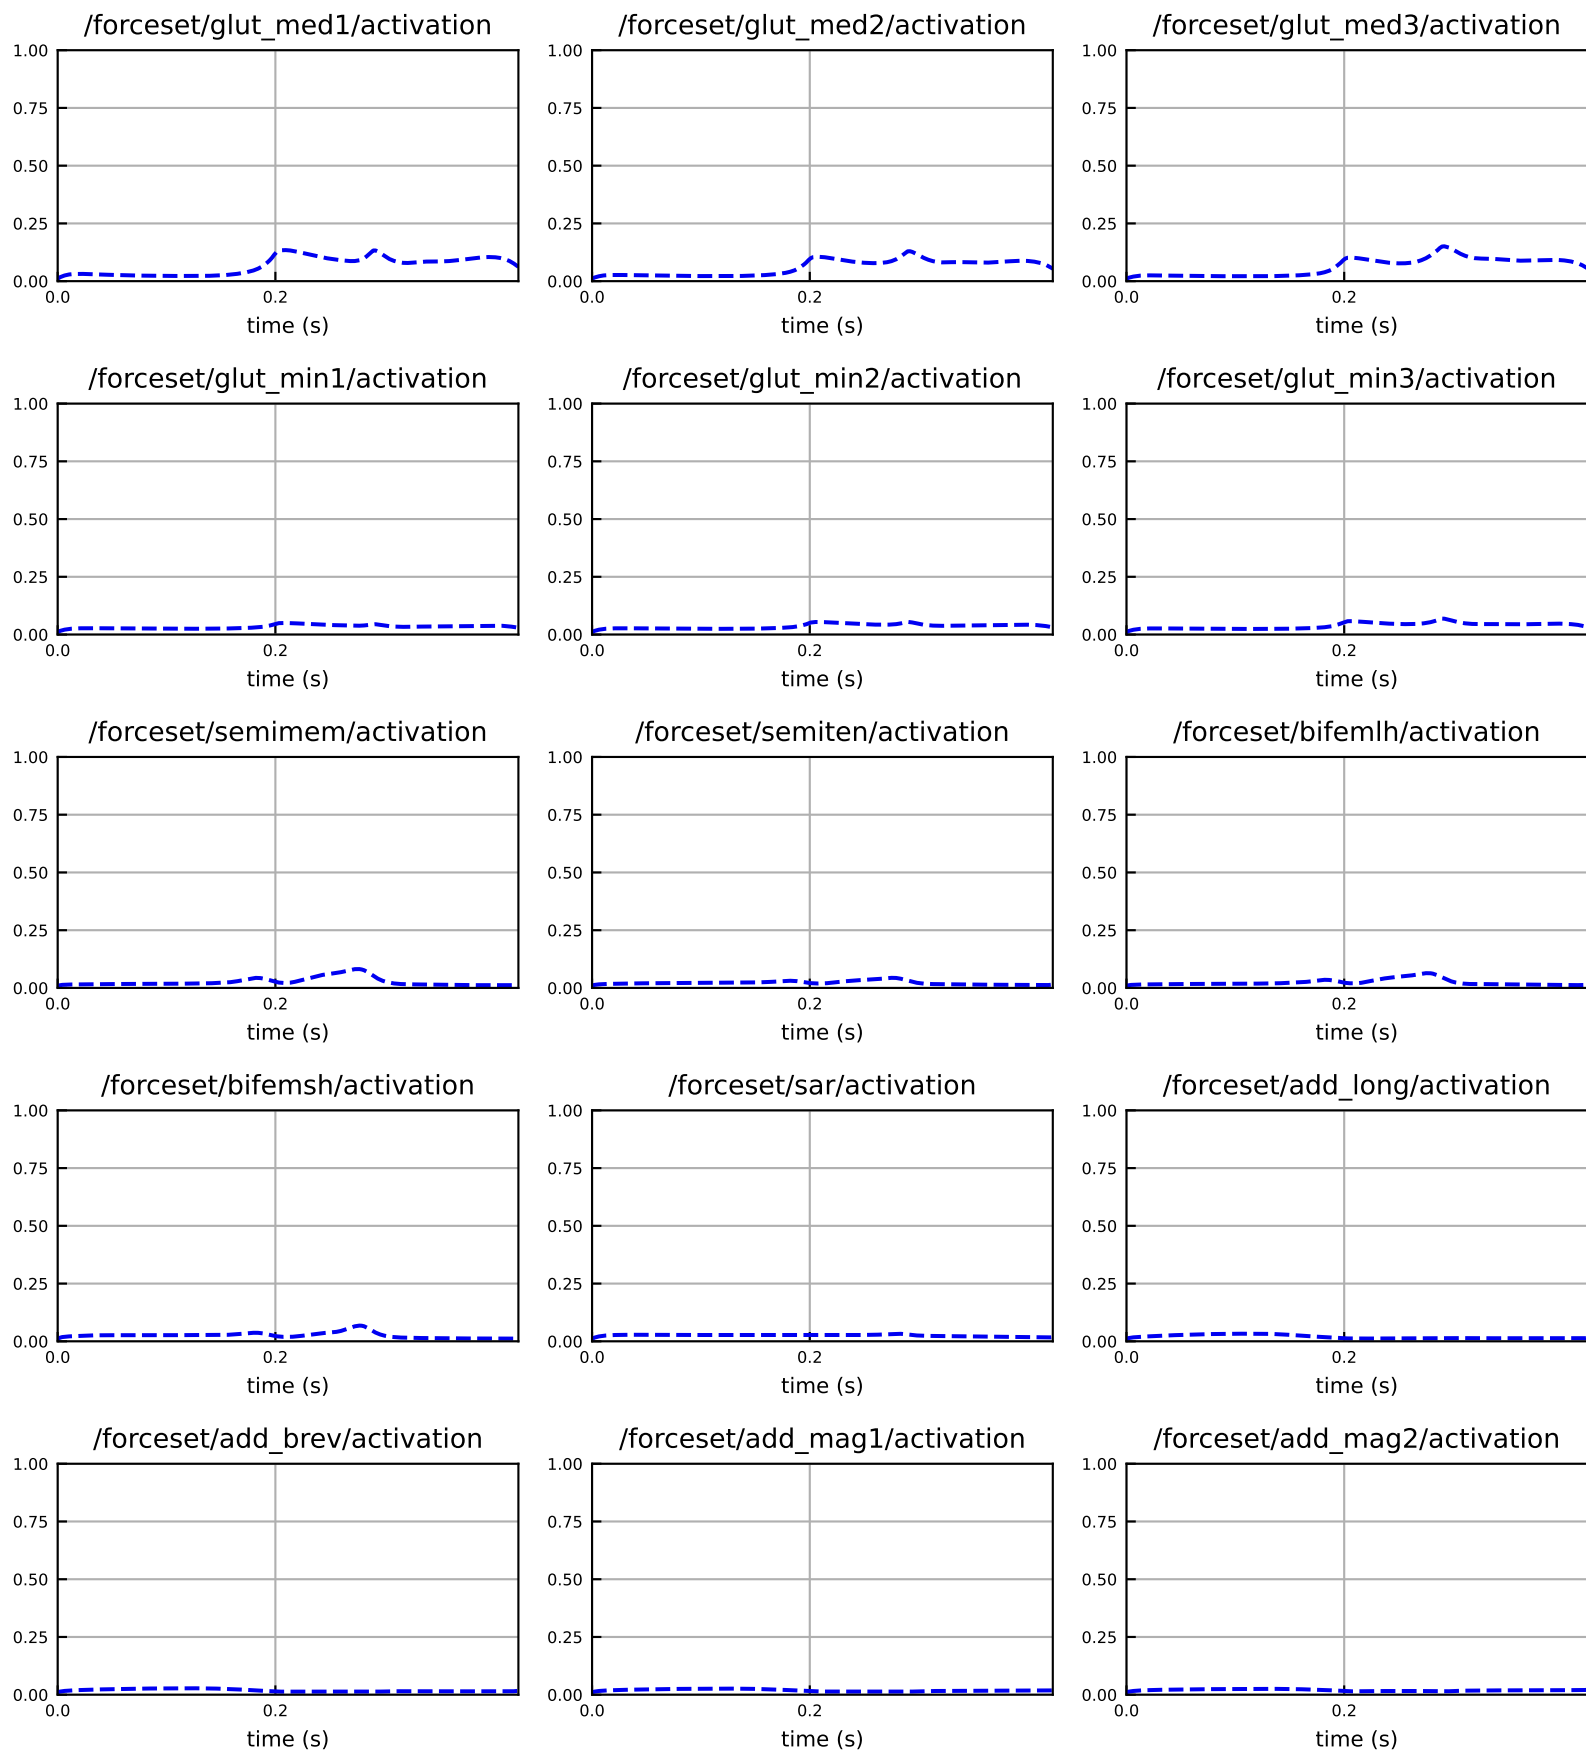 /forceset/glut_med1/activation /forceset/glut_med2/activation /forceset/glut_med3/activation
1.00 1.00 1.00
0.75 0.75 0.75
0.50 0.50 0.50
0.25 0.25 0.25
0.00 0.00 0.00
0.0 0.2 0.0 0.2 0.0 0.2
time (s) time (s) time (s)
/forceset/glut_min1/activation /forceset/glut_min2/activation /forceset/glut_min3/activation
1.00 1.00 1.00
0.75 0.75 0.75
0.50 0.50 0.50
0.25 0.25 0.25
0.00 0.00 0.00
0.0 0.2 0.0 0.2 0.0 0.2
time (s) time (s) time (s)
/forceset/semimem/activation /forceset/semiten/activation /forceset/bifemlh/activation
1.00 1.00 1.00
0.75 0.75 0.75
0.50 0.50 0.50
0.25 0.25 0.25
0.00 0.00 0.00
0.0 0.2 0.0 0.2 0.0 0.2
time (s) time (s) time (s)
/forceset/bifemsh/activation /forceset/sar/activation /forceset/add_long/activation
1.00 1.00 1.00
0.75 0.75 0.75
0.50 0.50 0.50
0.25 0.25 0.25
0.00 0.00 0.00
0.0 0.2 0.0 0.2 0.0 0.2
time (s) time (s) time (s)
/forceset/add_brev/activation /forceset/add_mag1/activation /forceset/add_mag2/activation
1.00 1.00 1.00
0.75 0.75 0.75
0.50 0.50 0.50
0.25 0.25 0.25
0.00 0.00 0.00
0.0 0.2 0.0 0.2 0.0 0.2
time (s) time (s) time (s)